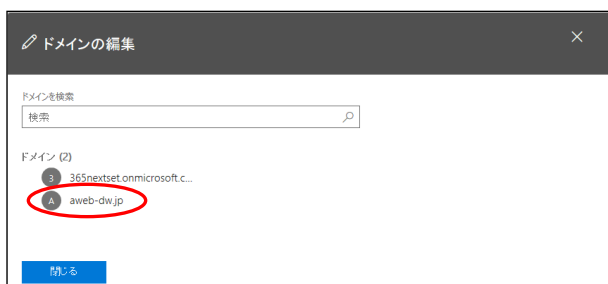 ドメインの編集
ドメインを検索
検索
ドメイン (2)
3 365nextset.onmicrosoft.c...
A aweb-dw.jp
閉じる